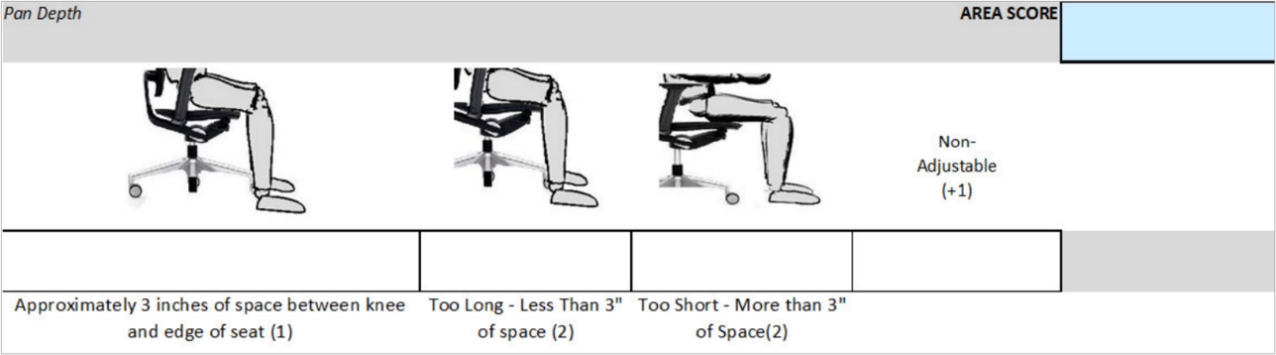 Pan Depth
AREA SCORE
Non-
Adjustable
(+1)
Approximately 3 inches of space between knee
and edge of seat (1)
Too Long - Less Than 3"
of space (2)
Too Short - More than 3"
of Space(2)